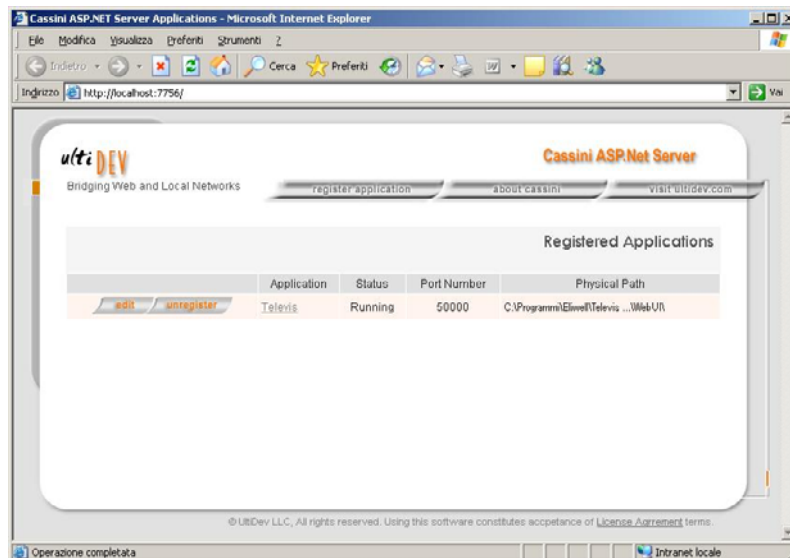 Cassini ASP.NET Server Applications - Microsoft Internet Explorer
File Modifica Visualizza Preferiti Strumenti ?
Indietro Cerca Preferiti
Indirizzo http://localhost:7756/ Vai
ulti DEV
Cassini ASP.Net Server
Bridging Web and Local Networks
register application about cassini visit ultidev.com
Registered Applications
Application Status Port Number Physical Path
edit unregister Televis Running 50000 C:\Programmi\Eliwell\Televis ...\WebUI\
© UltiDev LLC, All rights reserved. Using this software constitutes accpetance of License Agrrement terms.
Operazione completata Intranet locale